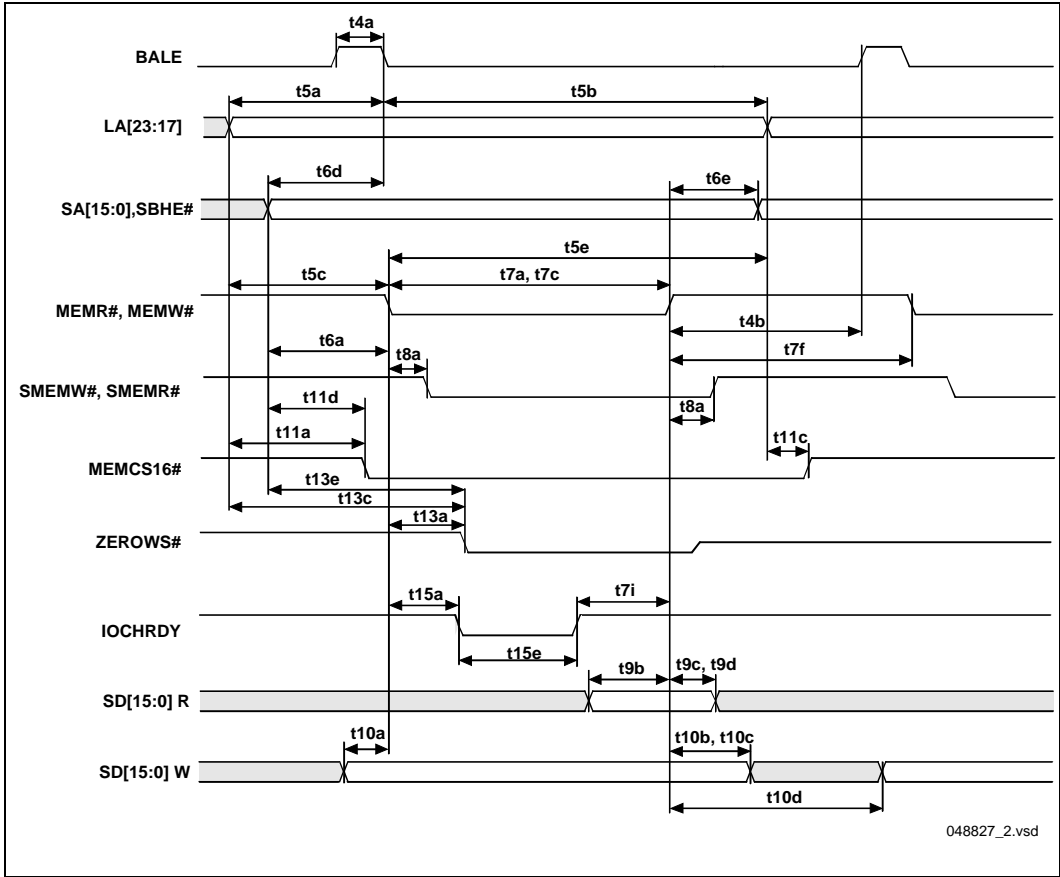 t4a
BALE
t5a
t5b
LA[23:17]
t6d
t6e
SA[15:0],SBHE#
t5e
t5c
t7a, t7c
MEMR#, MEMW#
t4b
t6a
t8a
t7f
SMEMW#, SMEMR#
t11d
t8a
t11a
t11c
MEMCS16#
t13e
t13c
t13a
ZEROWS#
t15a
t7i
IOCHRDY
t15e
t9b
t9c, t9d
SD[15:0] R
t10a
t10b, t10c
SD[15:0] W
t10d
048827_2.vsd